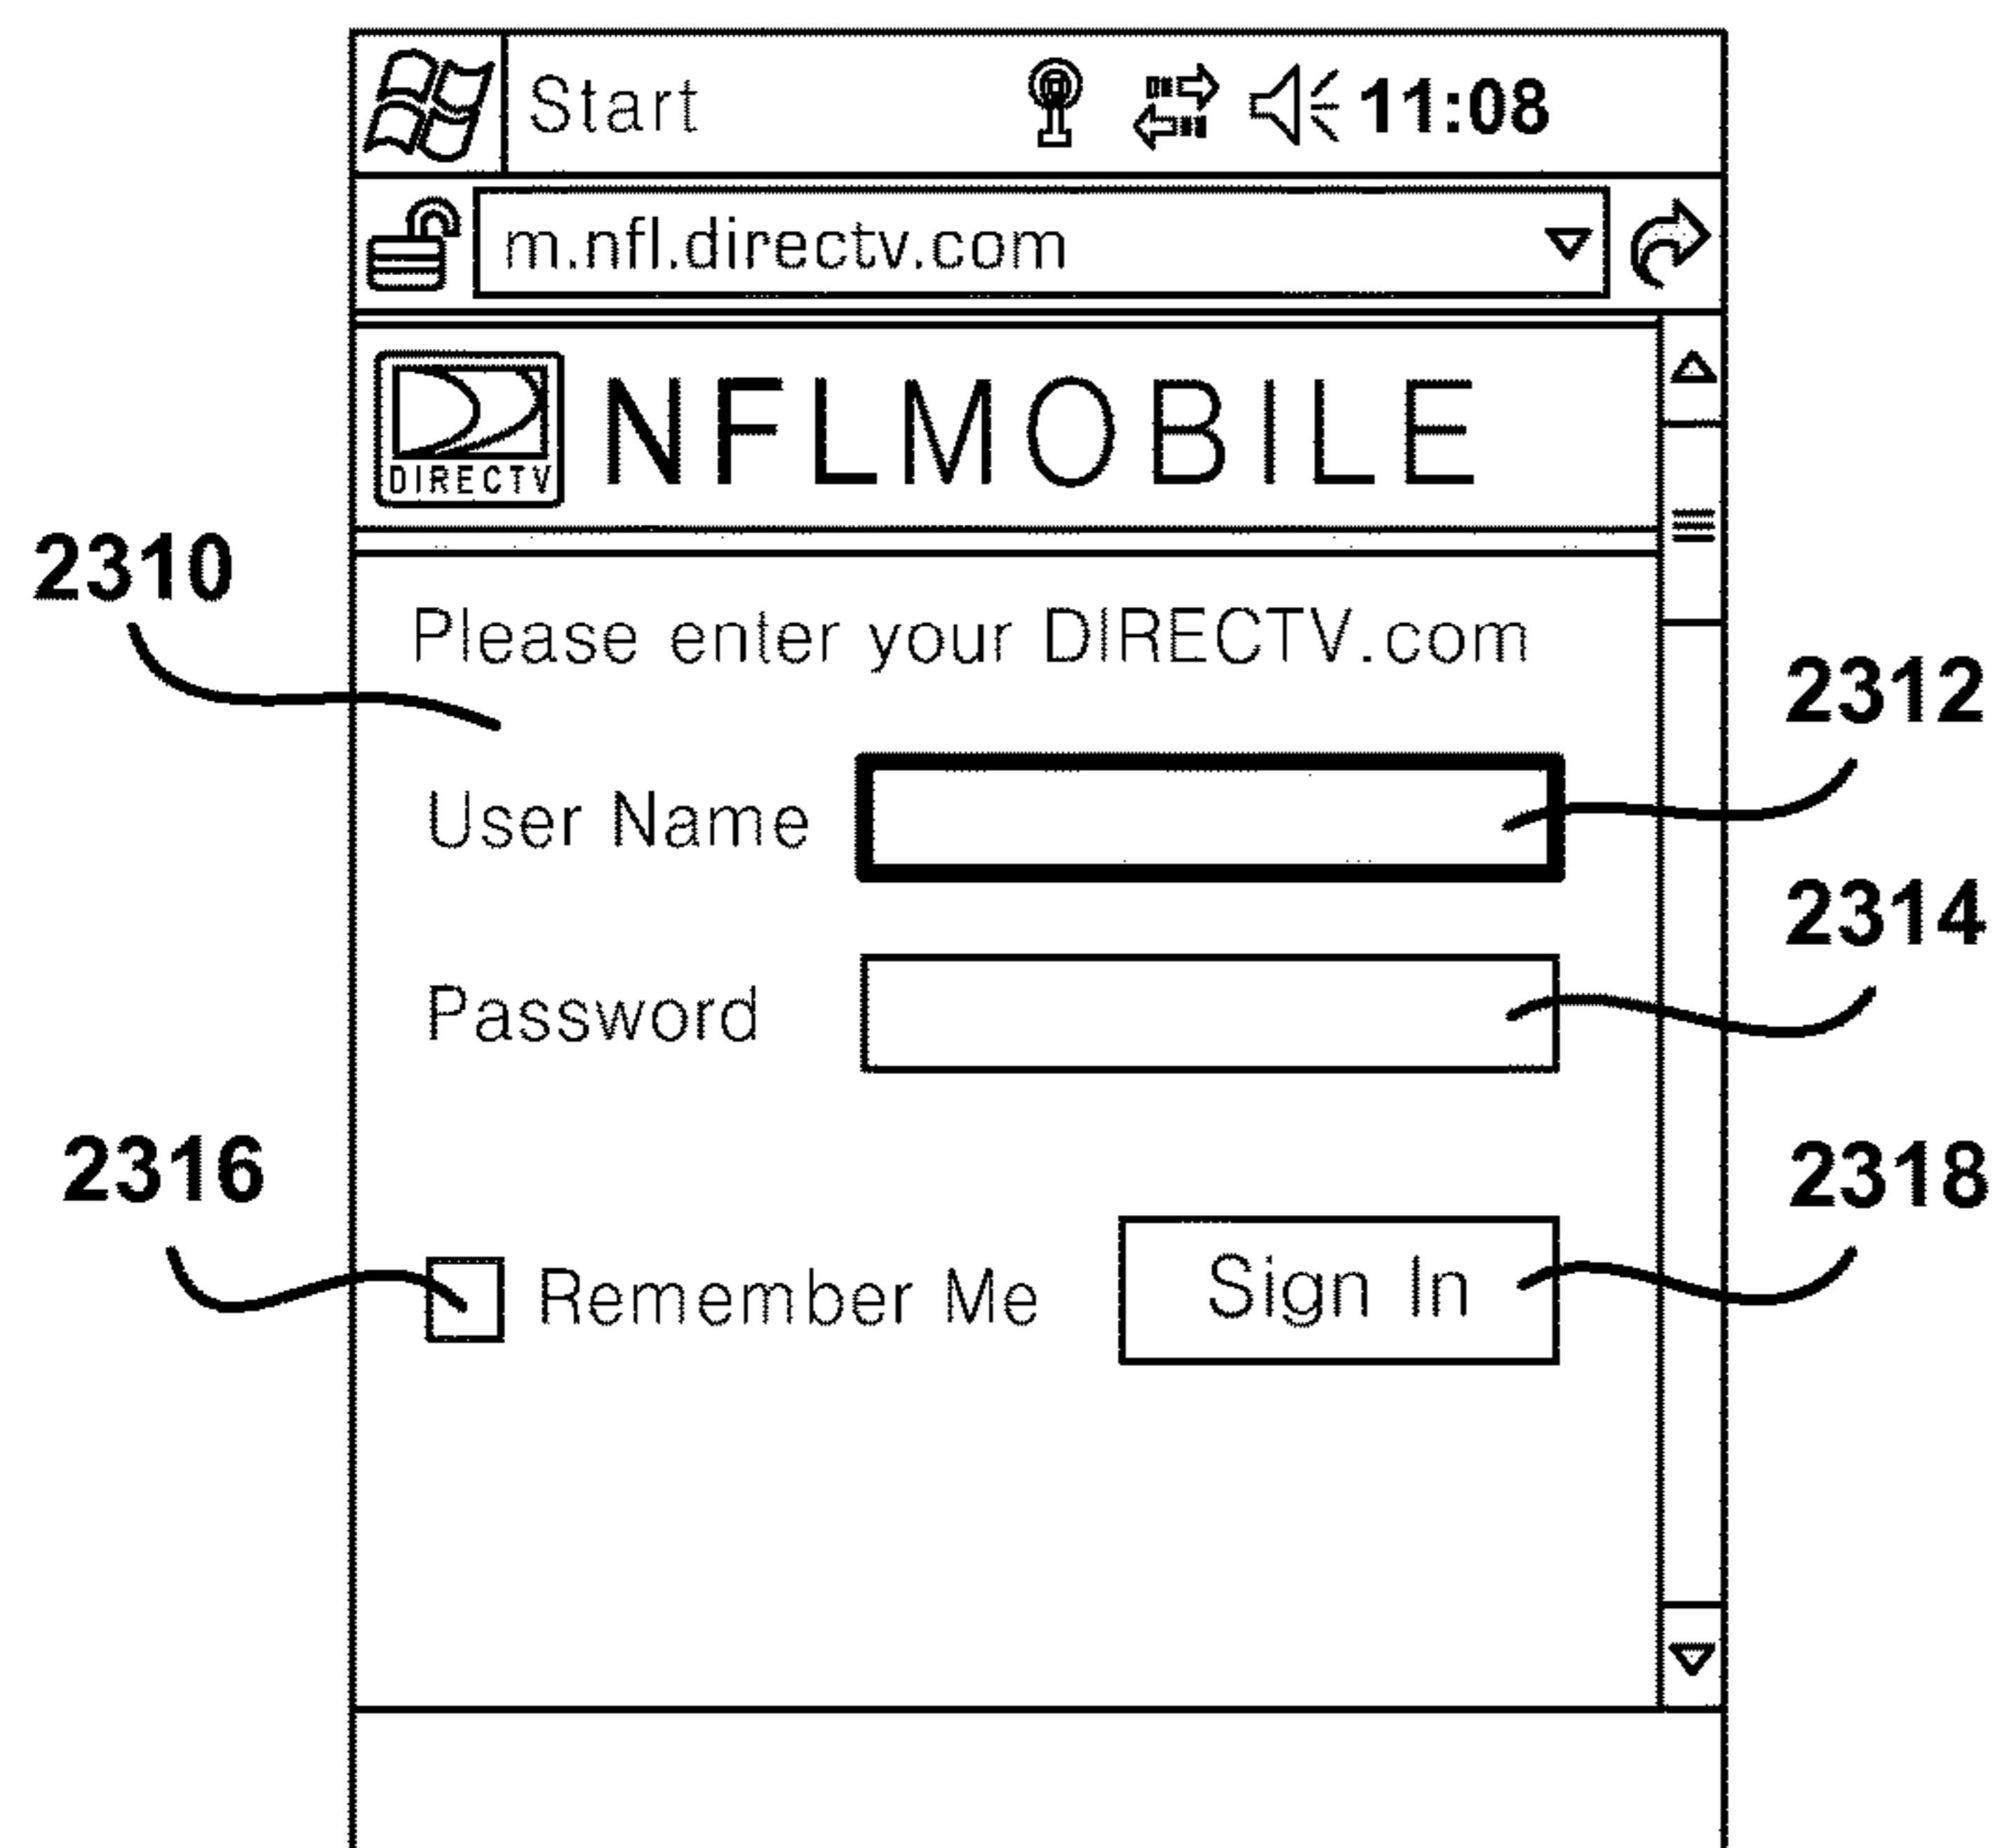 Start 11:08
m.nfl.directv.com
DIRECTV NFLMOBILE
2310
Please enter your DIRECTV.com
2312
User Name
2314
Password
2316
2318
Remember Me Sign In